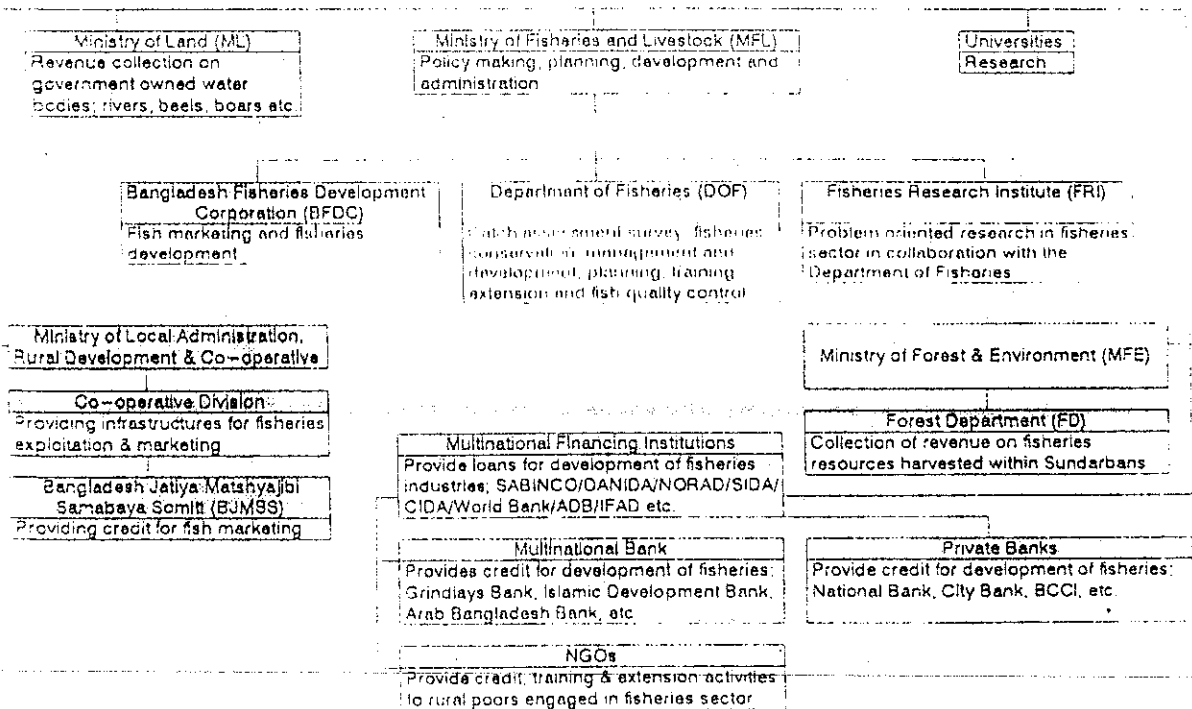 Ministry of Land (ML)
Revenue collection on
government owned water
bodies; rivers, beels, boars etc.
Ministry of Fisheries and Livestock (MFL)
Policy making, planning, development and
administration
Universities
Research
Bangladesh Fisheries Development
Corporation (BFDC)
Fish marketing and fisheries
development
Department of Fisheries (DOF)
Catch assessment survey, fisheries
conservation, management and
development, planning, training
extension and fish quality control
Fisheries Research Institute (FRI)
Problem oriented research in fisheries
sector in collaboration with the
Department of Fisheries
Ministry of Local Administration,
Rural Development & Co-operative
Co-operative Division
Providing infrastructures for fisheries
exploitation & marketing
Bangladesh Jatiya Matshyajibi
Samabaya Somiti (BJMSS)
Providing credit for fish marketing
Ministry of Forest & Environment (MFE)
Forest Department (FD)
Collection of revenue on fisheries
resources harvested within Sundarbans
Multinational Financing Institutions
Provide loans for development of fisheries
industries; SABINCO/DANIDA/NORAD/SIDA/
CIDA/World Bank/ADB/IFAD etc.
Multinational Bank
Provides credit for development of fisheries;
Grindlays Bank, Islamic Development Bank,
Arab Bangladesh Bank, etc
Private Banks
Provide credit for development of fisheries;
National Bank, City Bank, BCCI, etc.
NGOs
Provide credit, training & extension activities
to rural poors engaged in fisheries sector